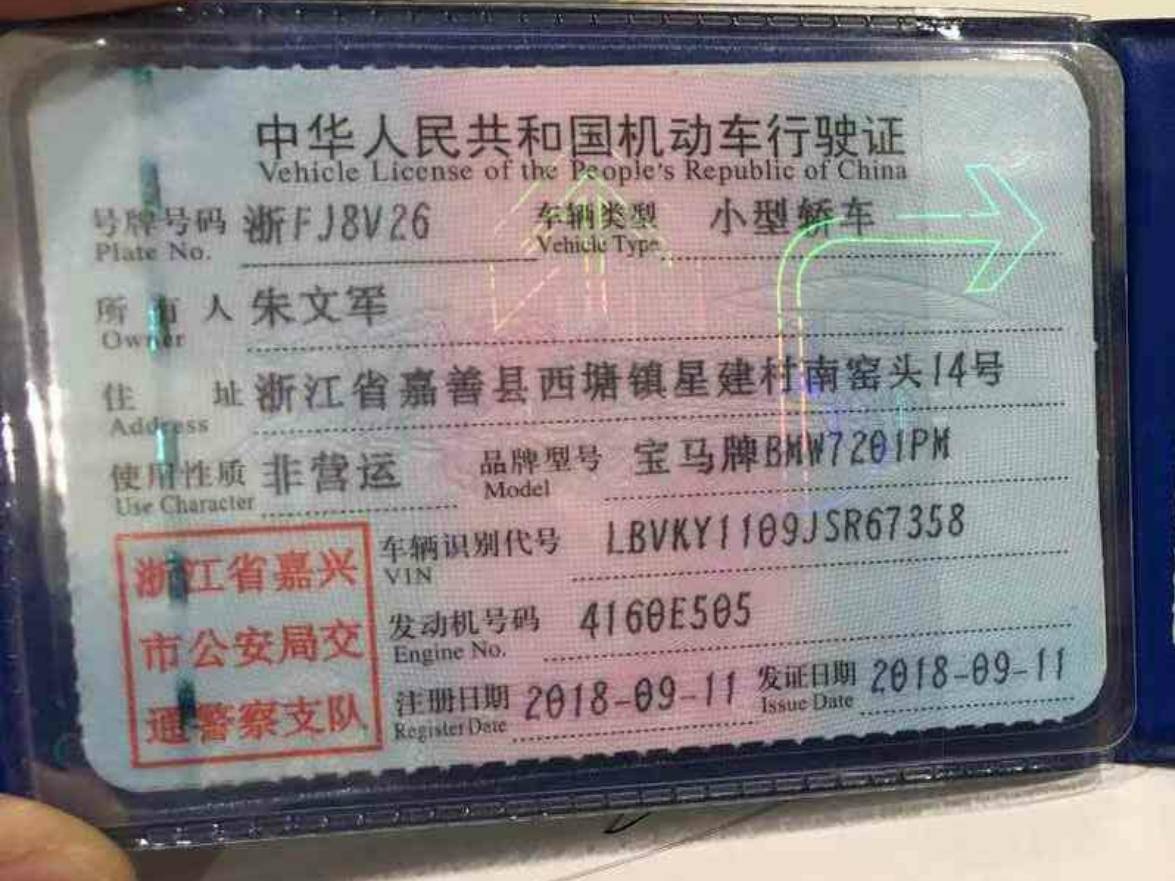 中华人民共和国机动车行驶证
Vehicle License of the People's Republic of China
号牌号码 浙FJ8V26 车辆类型 小型轿车
Plate No. Vehicle Type
所有人 朱文军
Owner
住址 浙江省嘉善县西塘镇星建村南窑头14号
Address
使用性质 非营运 品牌型号 宝马牌BMW7201PM
Use Character Model
车辆识别代号 LBVKY1109JSR67358
VIN
发动机号码 4160E505
Engine No.
注册日期 2018-09-11 发证日期 2018-09-11
Register Date Issue Date
浙江省嘉兴
市公安局交
通警察支队